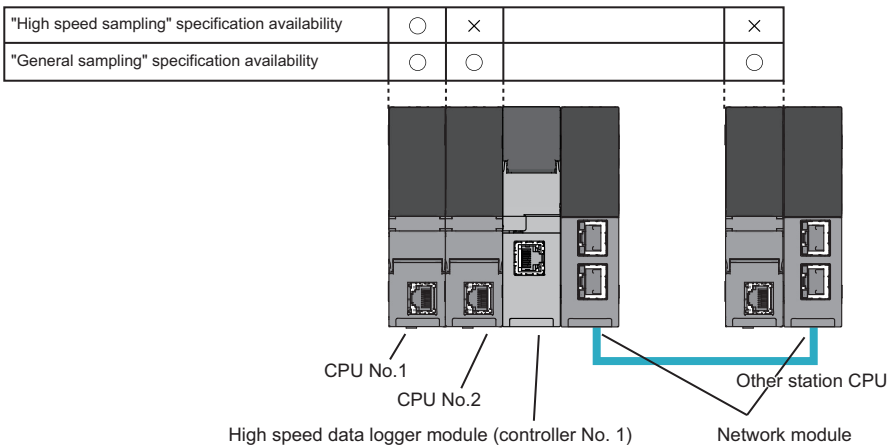 "High speed sampling" specification availability ○ × ×
"General sampling" specification availability ○ ○ ○
CPU No.1
CPU No.2
Other station CPU
High speed data logger module (controller No. 1)
Network module